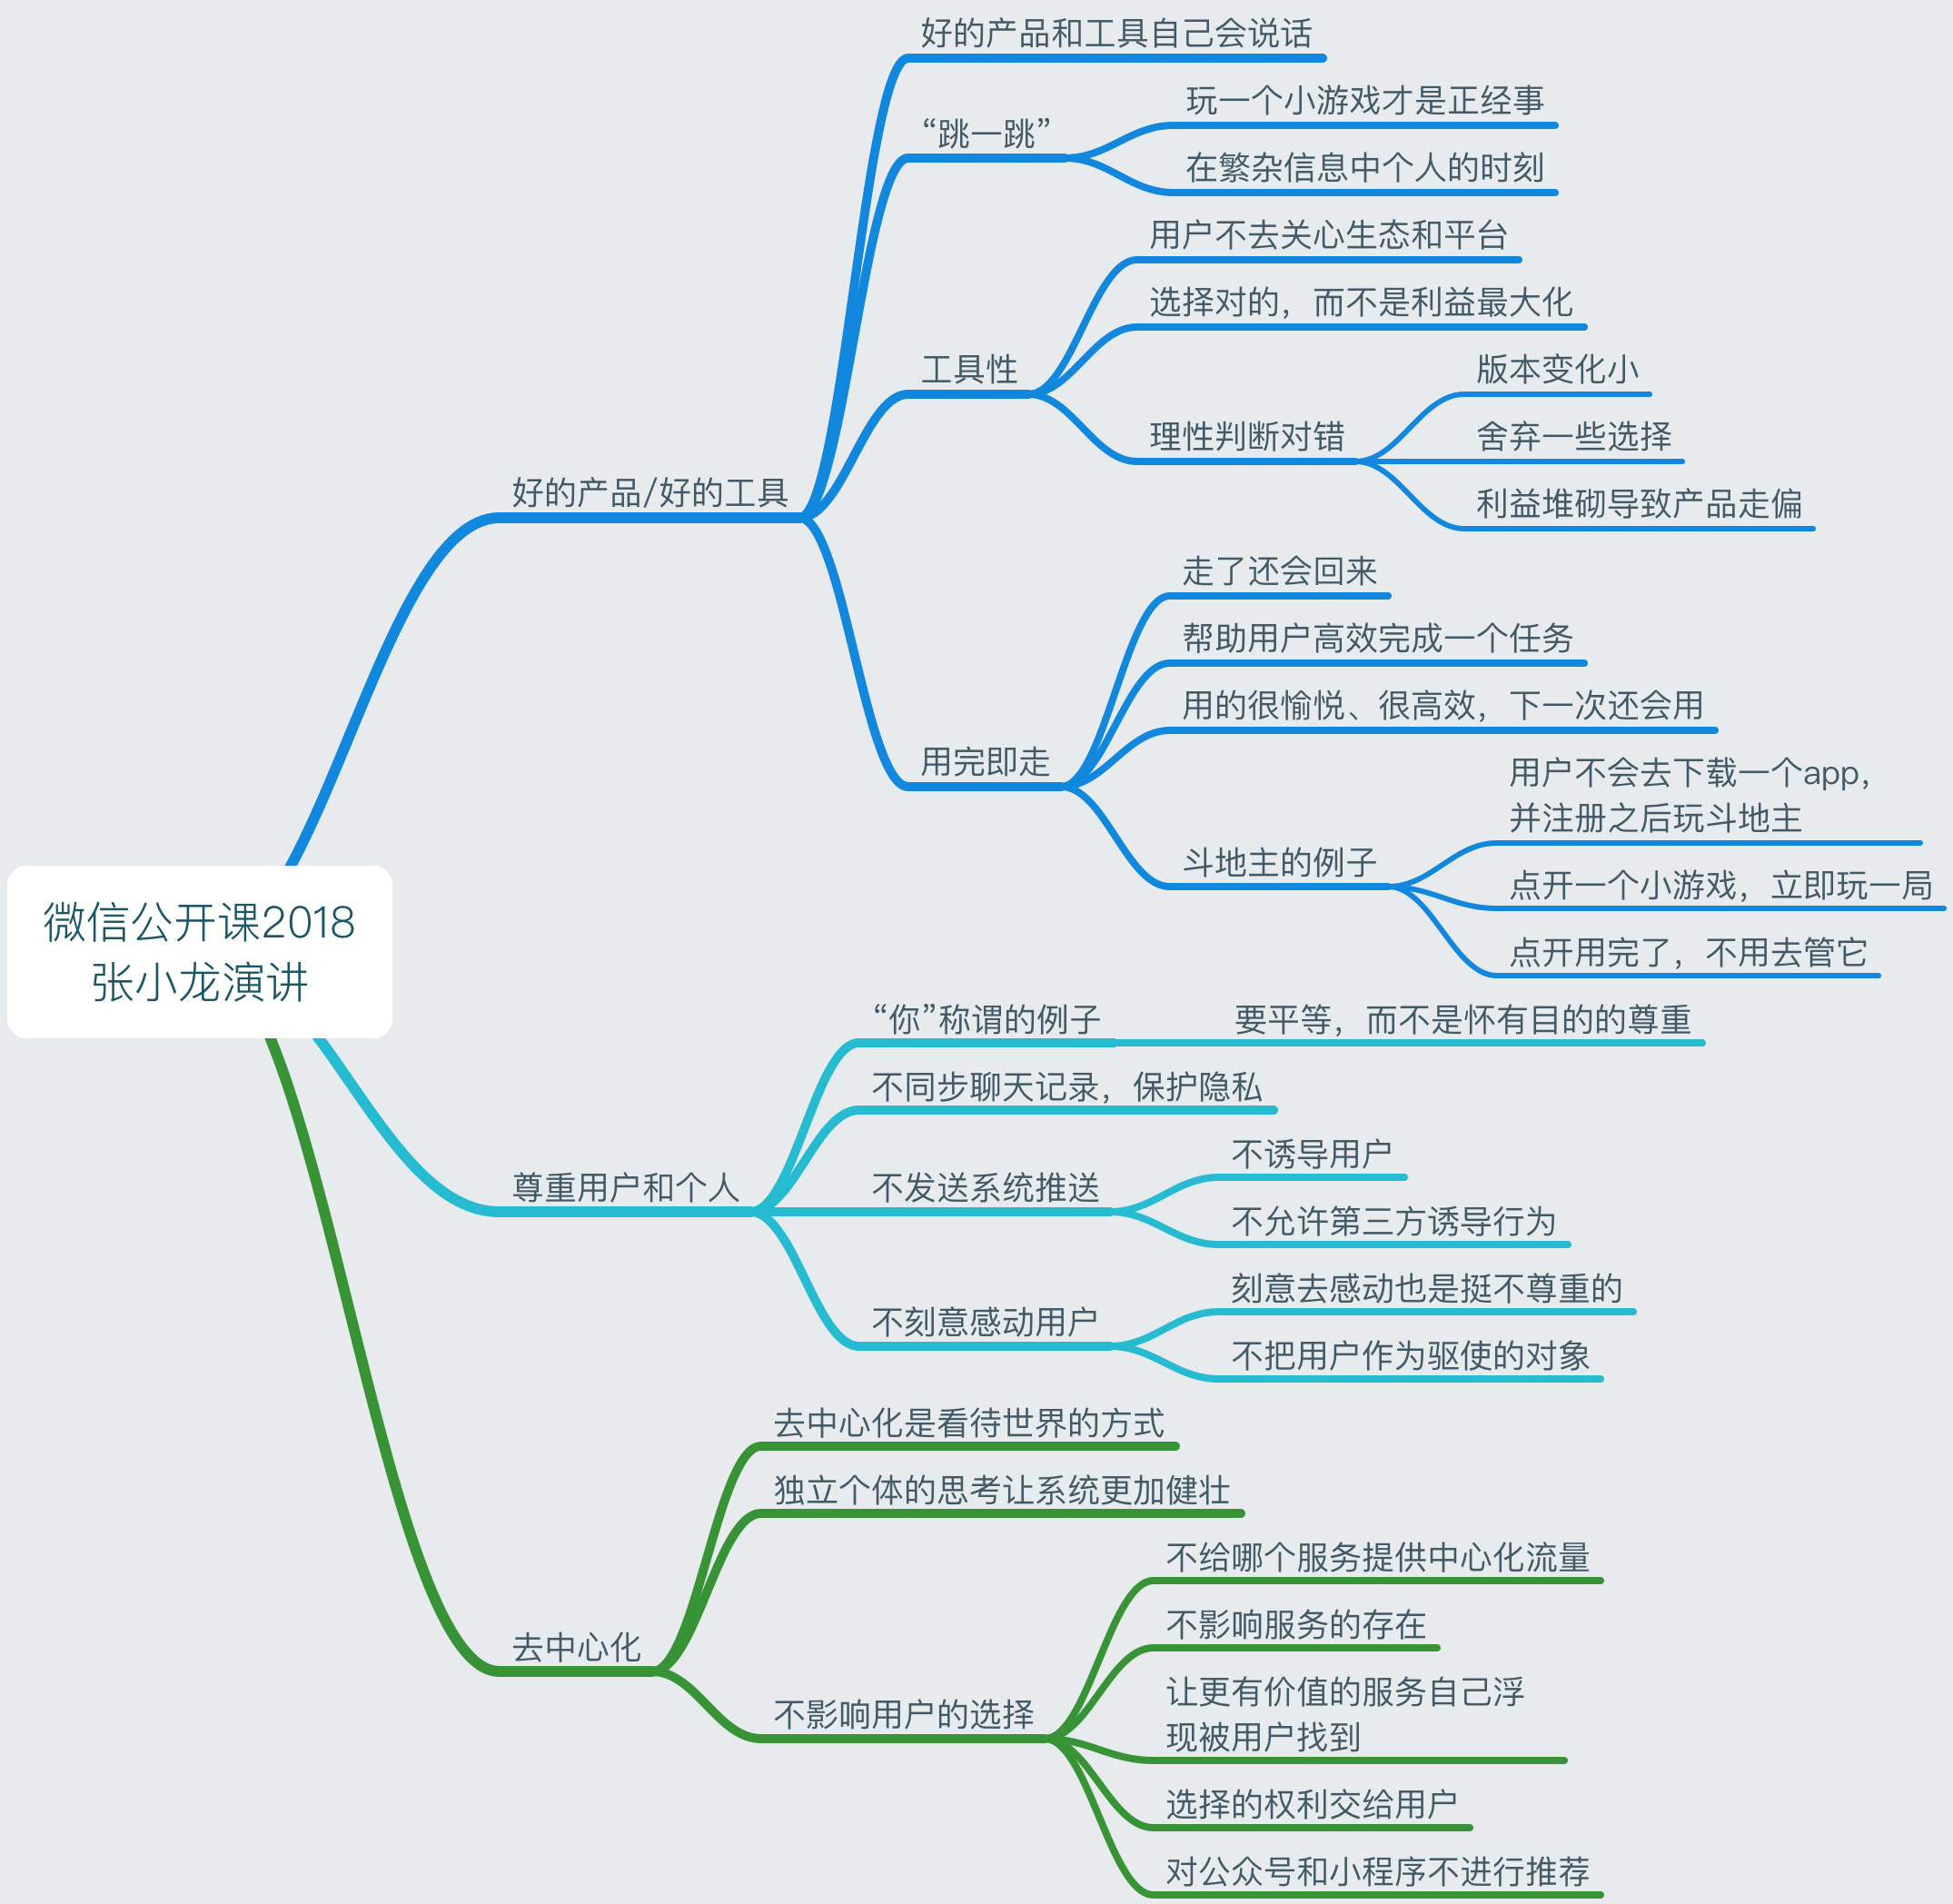 微信公开课2018
张小龙演讲
好的产品/好的工具
好的产品和工具自己会说话
“跳一跳”
玩一个小游戏才是正经事
在繁杂信息中个人的时刻
工具性
用户不去关心生态和平台
选择对的，而不是利益最大化
理性判断对错
版本变化小
舍弃一些选择
利益堆砌导致产品走偏
用完即走
走了还会回来
帮助用户高效完成一个任务
用的很愉悦、很高效，下一次还会用
斗地主的例子
用户不会去下载一个app，
并注册之后玩斗地主
点开一个小游戏，立即玩一局
点开用完了，不用去管它
尊重用户和个人
“你”称谓的例子
要平等，而不是怀有目的的尊重
不同步聊天记录，保护隐私
不发送系统推送
不诱导用户
不允许第三方诱导行为
不刻意感动用户
刻意去感动也是挺不尊重的
不把用户作为驱使的对象
去中心化
去中心化是看待世界的方式
独立个体的思考让系统更加健壮
不影响用户的选择
不给哪个服务提供中心化流量
不影响服务的存在
让更有价值的服务自己浮
现被用户找到
选择的权利交给用户
对公众号和小程序不进行推荐